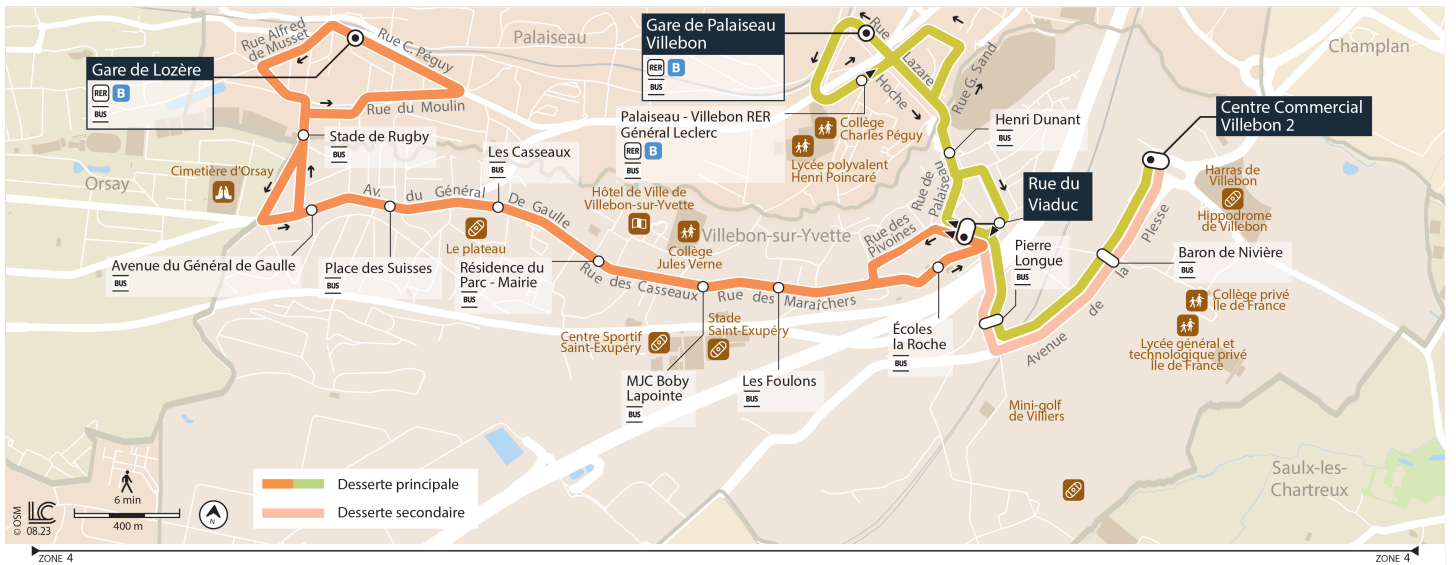 Rue Alfred
de Musset
Rue C. Péguy
Palaiseau
Gare de Palaiseau
Villebon
RER B
BUS
Rue
Lazare
Hoche
Rue G. Sand
Champlan
Gare de Lozère
RER B
BUS
Rue du Moulin
Palaiseau - Villebon RER
Général Leclerc
RER B
BUS
Collège
Charles Péguy
Lycée polyvalent
Henri Poincaré
Henri Dunant
BUS
Centre Commercial
Villebon 2
Stade de Rugby
BUS
Les Casseaux
BUS
Cimetière d'Orsay
Orsay
Av. du Général De Gaulle
Hôtel de Ville de
Villebon-sur-Yvette
Rue de
Palaiseau
Rue du
Viaduc
Harras de
Villebon
Hippodrome
de Villebon
Le plateau
Collège
Jules Verne
Villebon-sur-Yvette
Rue des
Pivoines
Pierre
Longue
BUS
Baron de Nivière
BUS
Avenue du Général de Gaulle
BUS
Place des Suisses
BUS
Résidence du
Parc - Mairie
BUS
Rue des Casseaux
Rue des Maraîchers
Avenue de la Plesse
Collège privé
Ile de France
Lycée général et
technologique privé
Ile de France
Centre Sportif
Saint-Exupéry
Stade
Saint-Exupéry
Écoles
la Roche
BUS
MJC Boby
Lapointe
BUS
Les Foulons
BUS
Mini-golf
de Villiers
Saulx-les-
Chartreux
6 min
400 m
N
© OSM
LC
08.23
Desserte principale
Desserte secondaire
ZONE 4
ZONE 4